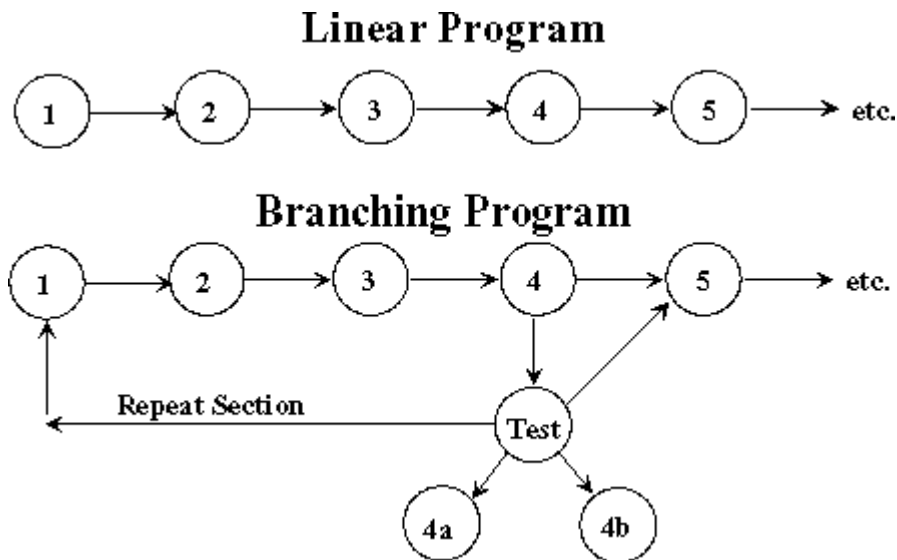 Linear Program
1 2 3 4 5 etc.
Branching Program
1 2 3 4 5 etc.
Repeat Section
Test
4a 4b